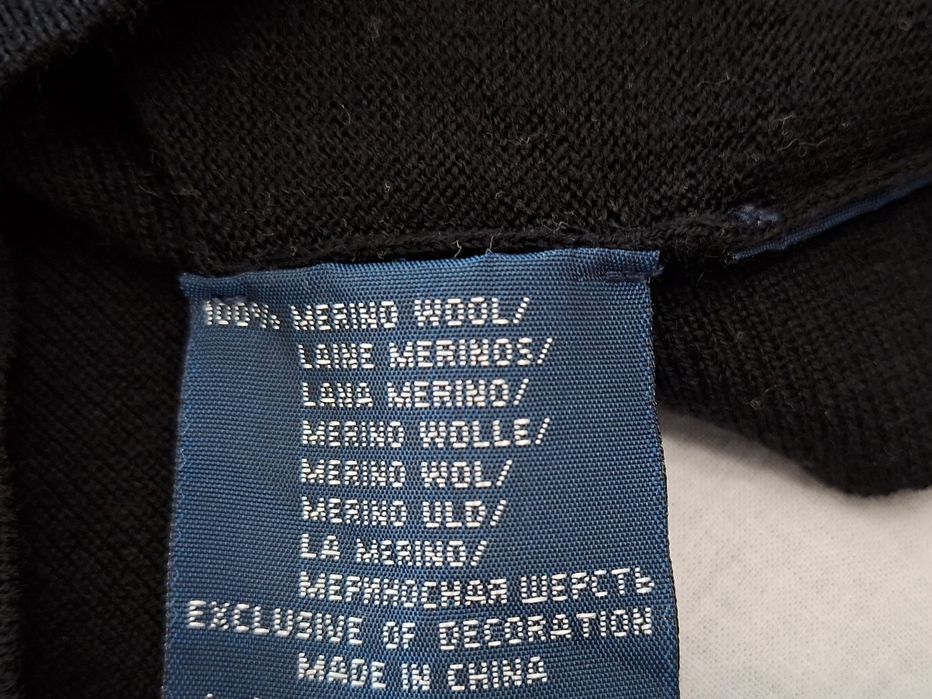 100% MERINO WOOL/
LAINE MERINOS/
LANA MERINO/
MERINO WOLLE/
MERINO WOL/
MERINO ULD/
LA MERINO/
МЕРИНОСНАЯ ШЕРСТЬ
EXCLUSIVE OF DECORATION
MADE IN CHINA